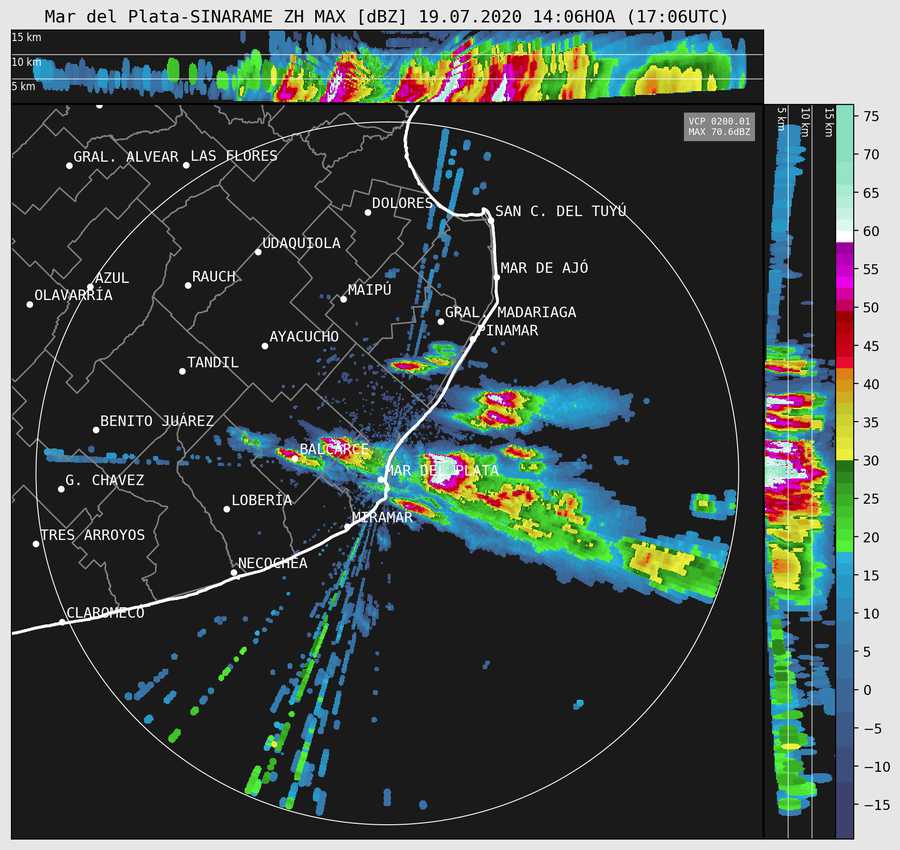 Mar del Plata-SINARAME ZH MAX [dBZ] 19.07.2020 14:06HOA (17:06UTC)
15 km
10 km
5 km
VCP 0200.01
MAX 70.6dBZ
5 km
10 km
15 km
75
70
65
60
55
50
45
40
35
30
25
20
15
10
5
0
−5
−10
−15
GRAL. ALVEAR
LAS FLORES
DOLORES
SAN C. DEL TUYÚ
UDAQUIOLA
AZUL
RAUCH
MAR DE AJÓ
OLAVARRÍA
MAIPÚ
GRAL. MADARIAGA
AYACUCHO
PINAMAR
TANDIL
BENITO JUÁREZ
BALCARCE
MAR DEL PLATA
G. CHAVEZ
LOBERÍA
MIRAMAR
TRES ARROYOS
NECOCHEA
CLAROMECO